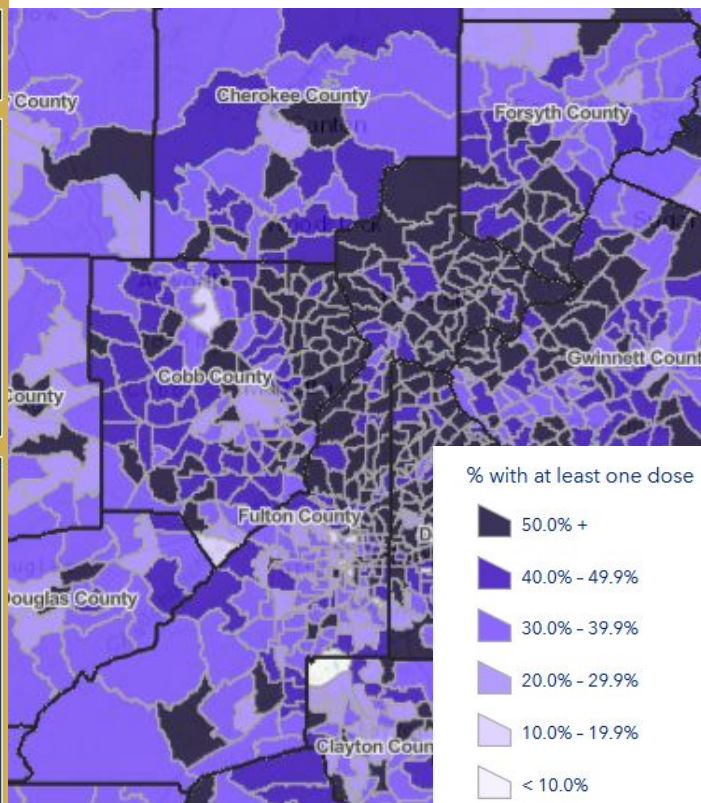 County
Cherokee County
Canton
Forsyth County
Woodstock
Cobb County
Gwinnett Count
County
% with at least one dose
50.0% +
Fulton County
D
40.0% - 49.9%
Douglas County
30.0% - 39.9%
20.0% - 29.9%
10.0% - 19.9%
Clayton Coun
< 10.0%